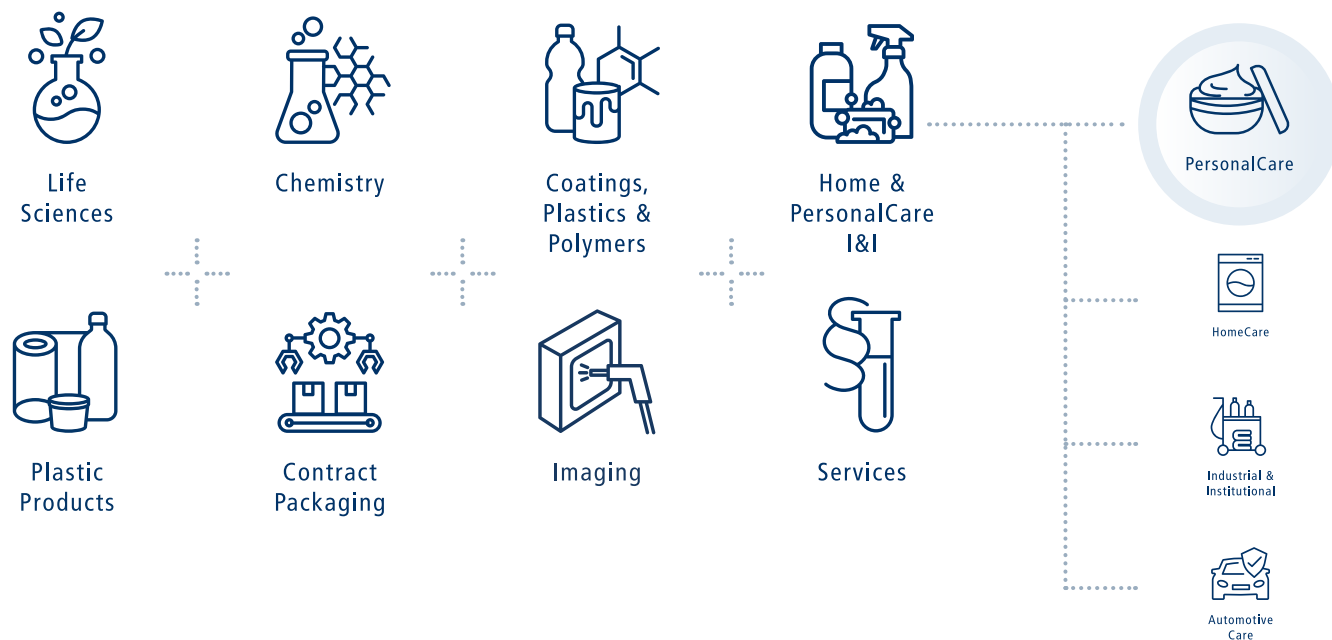 Life
Sciences
Chemistry
Coatings,
Plastics &
Polymers
Home &
PersonalCare
I&I
PersonalCare
HomeCare
Plastic
Products
Contract
Packaging
Imaging
Services
Industrial &
Institutional
Automotive
Care